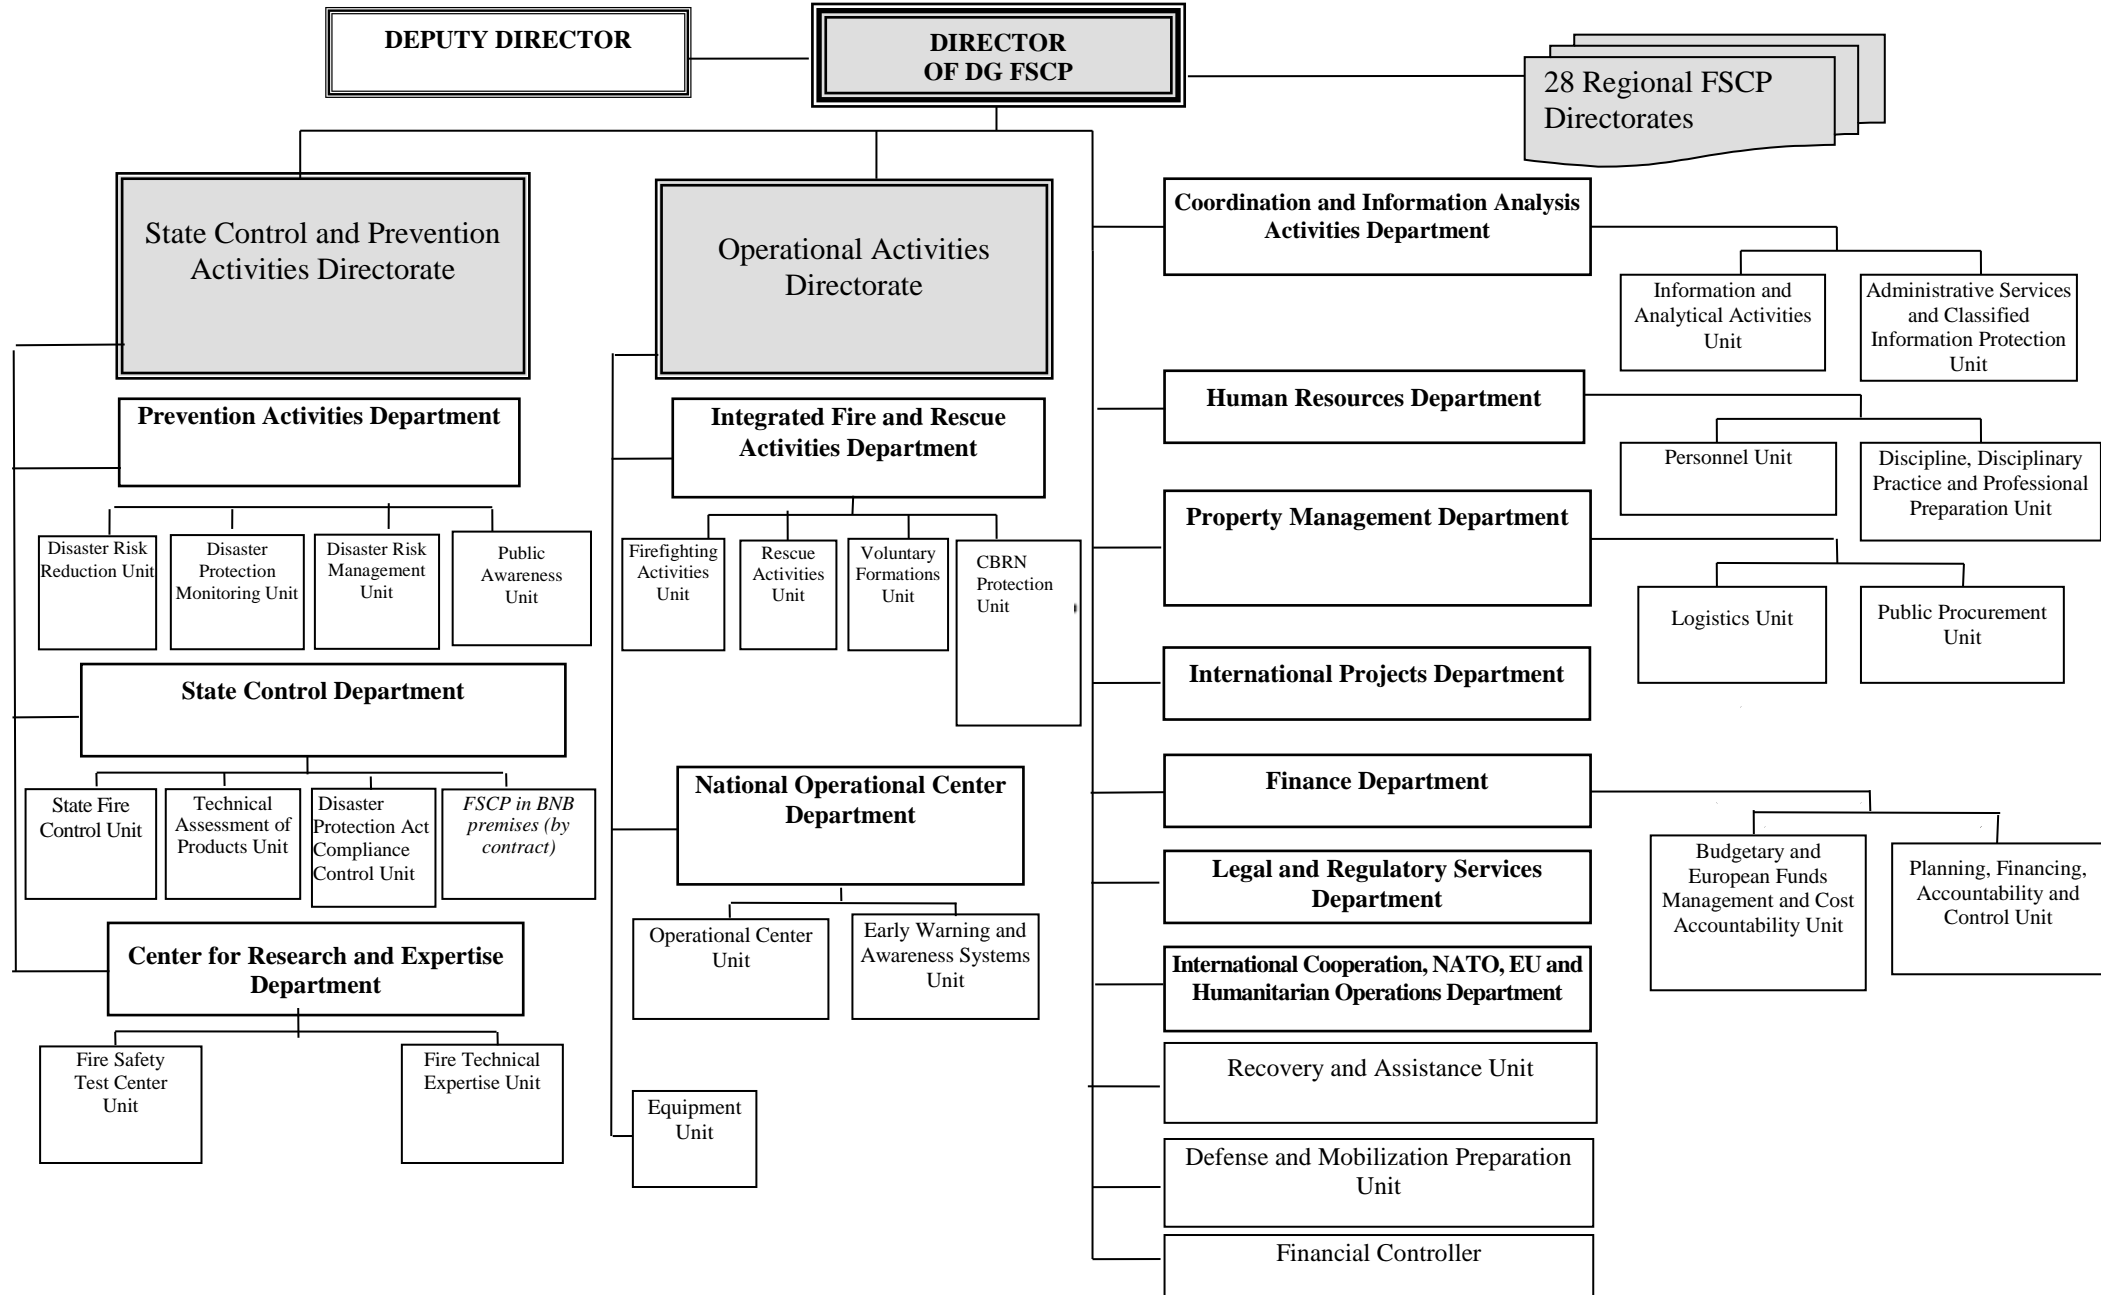 DEPUTY DIRECTOR
DIRECTOR
OF DG FSCP
28 Regional FSCP
Directorates
State Control and Prevention
Activities Directorate
Operational Activities
Directorate
Coordination and Information Analysis
Activities Department
Information and
Analytical Activities
Unit
Administrative Services
and Classified
Information Protection
Unit
Prevention Activities Department
Integrated Fire and Rescue
Activities Department
Human Resources Department
Personnel Unit
Discipline, Disciplinary
Practice and Professional
Preparation Unit
Disaster Risk
Reduction Unit
Disaster
Protection
Monitoring Unit
Disaster Risk
Management
Unit
Public
Awareness
Unit
Firefighting
Activities
Unit
Rescue
Activities
Unit
Voluntary
Formations
Unit
CBRN
Protection
Unit
Property Management Department
Logistics Unit
Public Procurement
Unit
State Control Department
International Projects Department
State Fire
Control Unit
Technical
Assessment of
Products Unit
Disaster
Protection Act
Compliance
Control Unit
FSCP in BNB
premises (by
contract)
National Operational Center
Department
Finance Department
Budgetary and
European Funds
Management and Cost
Accountability Unit
Planning, Financing,
Accountability and
Control Unit
Legal and Regulatory Services
Department
Center for Research and Expertise
Department
Operational Center
Unit
Early Warning and
Awareness Systems
Unit
International Cooperation, NATO, EU and
Humanitarian Operations Department
Fire Safety
Test Center
Unit
Fire Technical
Expertise Unit
Recovery and Assistance Unit
Equipment
Unit
Defense and Mobilization Preparation
Unit
Financial Controller